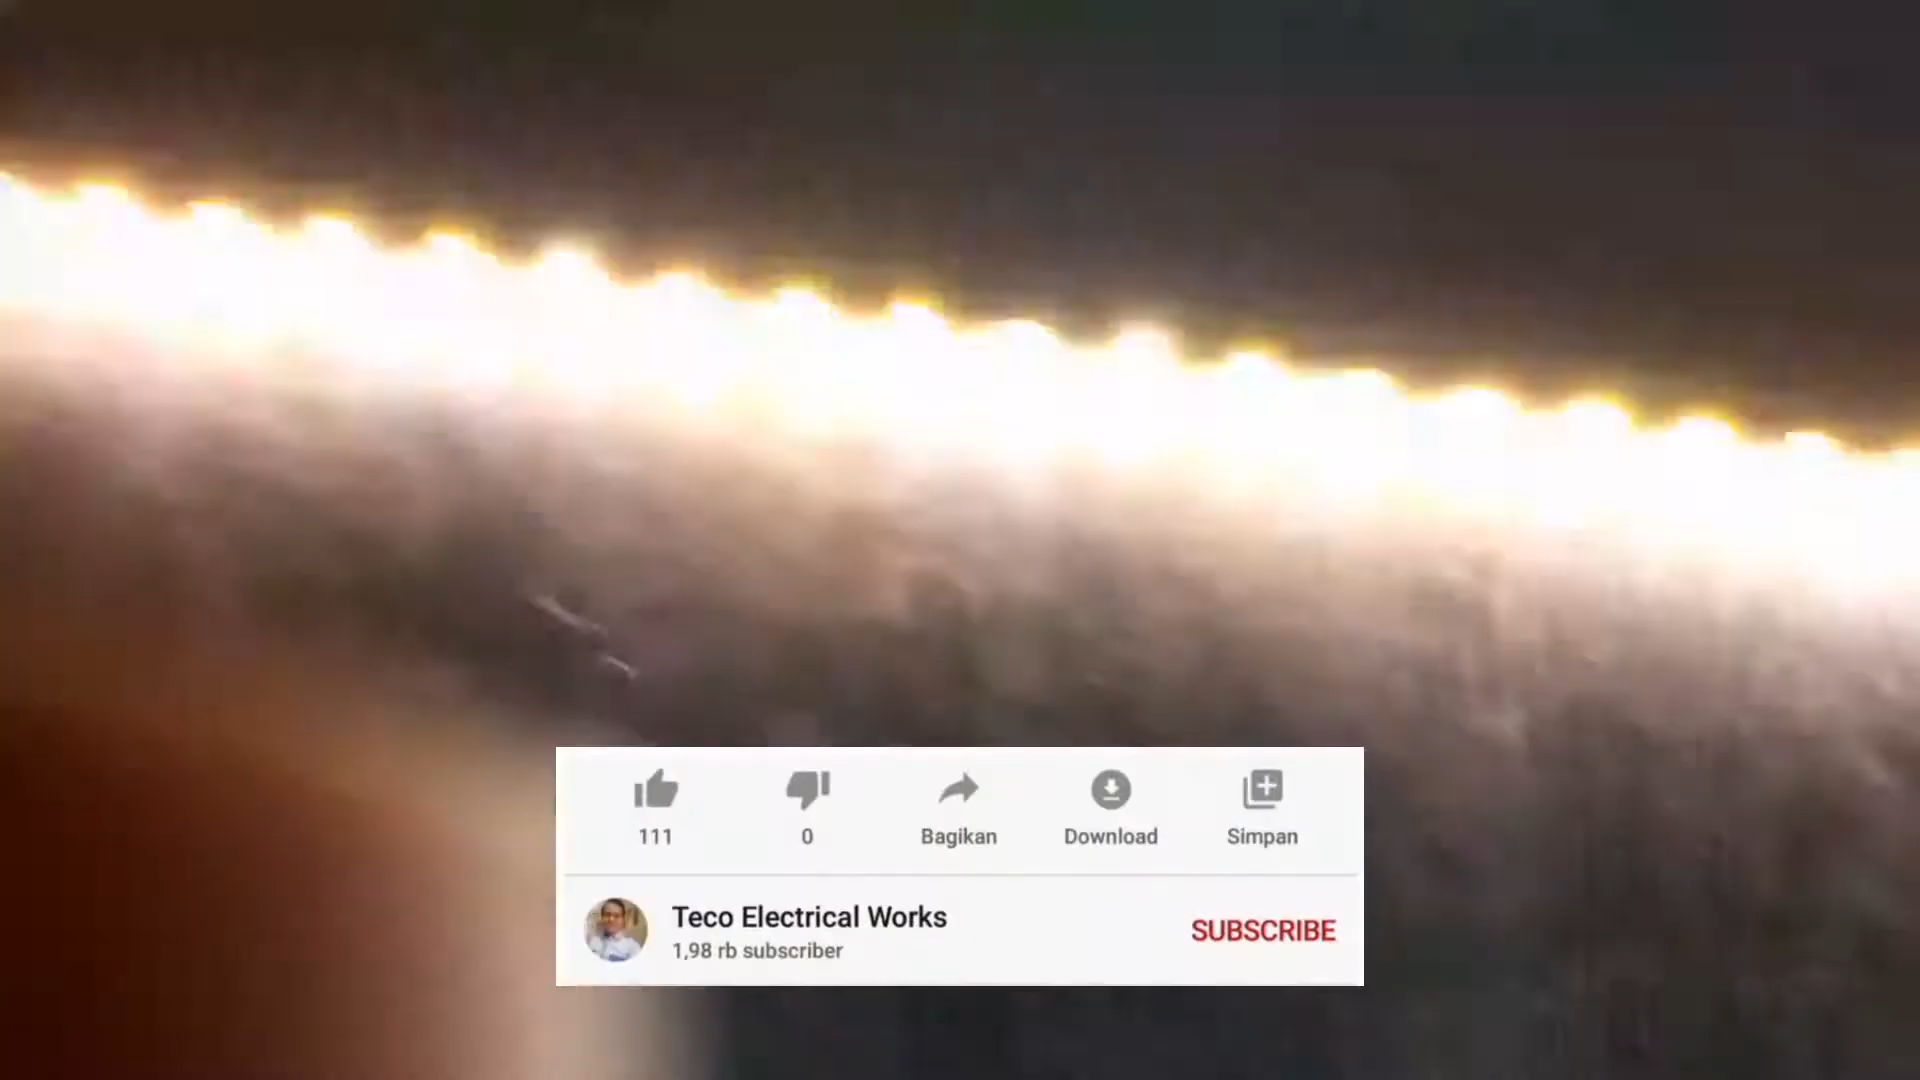 111
0
Bagikan
Download
Simpan
Teco Electrical Works
1,98 rb subscriber
SUBSCRIBE